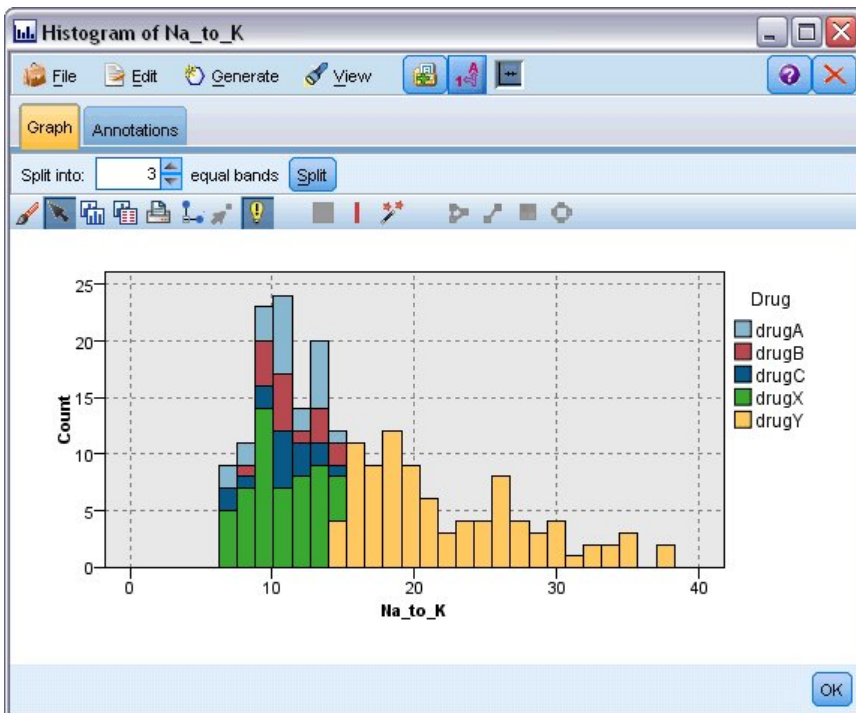 Histogram of Na_to_K
File Edit Generate View
Graph Annotations
Split into: 3 equal bands Split
25
20
15
10
5
0
Count
0 10 20 30 40
Na_to_K
Drug
drugA
drugB
drugC
drugX
drugY
OK